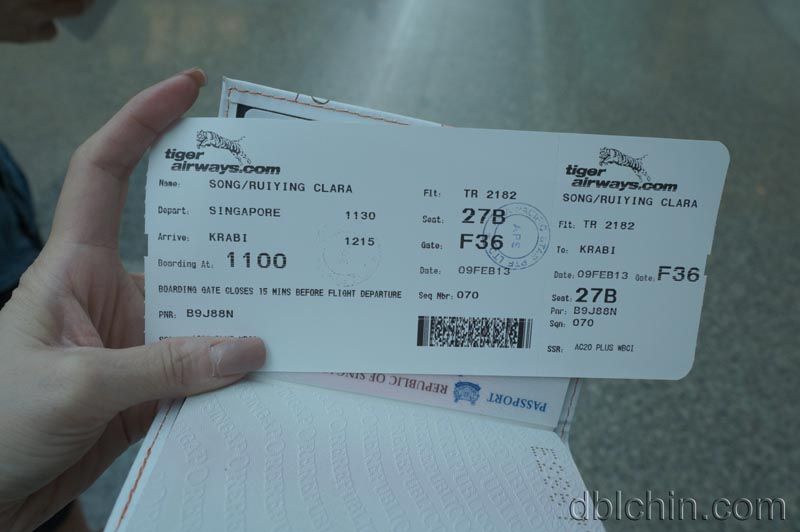 tiger
airways.com
Name: SONG/RUIYING CLARA
Depart: SINGAPORE 1130
Arrive: KRABI 1215
Boarding At: 1100
BOARDING GATE CLOSES 15 MINS BEFORE FLIGHT DEPARTURE
PNR: B9J88N
Flt: TR 2182
Seat: 27B
Gate: F36
Date: 09FEB13
Seq Nbr: 070
tiger
airways.com
SONG/RUIYING CLARA
Flt: TR 2182
To: KRABI
Date: 09FEB13 Gate: F36
Seat: 27B
Pnr: B9J88N
Sqn: 070
SSR: AC20 PLUS WBCI
APS
REPUBLIC OF SING
PASSPORT
dblchin.com